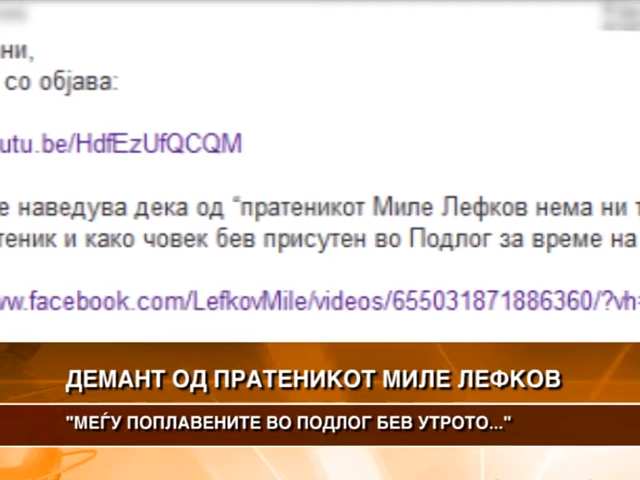 ни,
со објава:
utu.be/HdfEzUfQCQM
е наведува дека од “пратеникот Миле Лефков нема ни т
теник и како човек бев присутен во Подлог за време на
ww.facebook.com/LefkovMile/videos/655031871886360/?vh=
ДЕМАНТ ОД ПРАТЕНИКОТ МИЛЕ ЛЕФКОВ
"МЕЃУ ПОПЛАВЕНИТЕ ВО ПОДЛОГ БЕВ УТРОТО..."